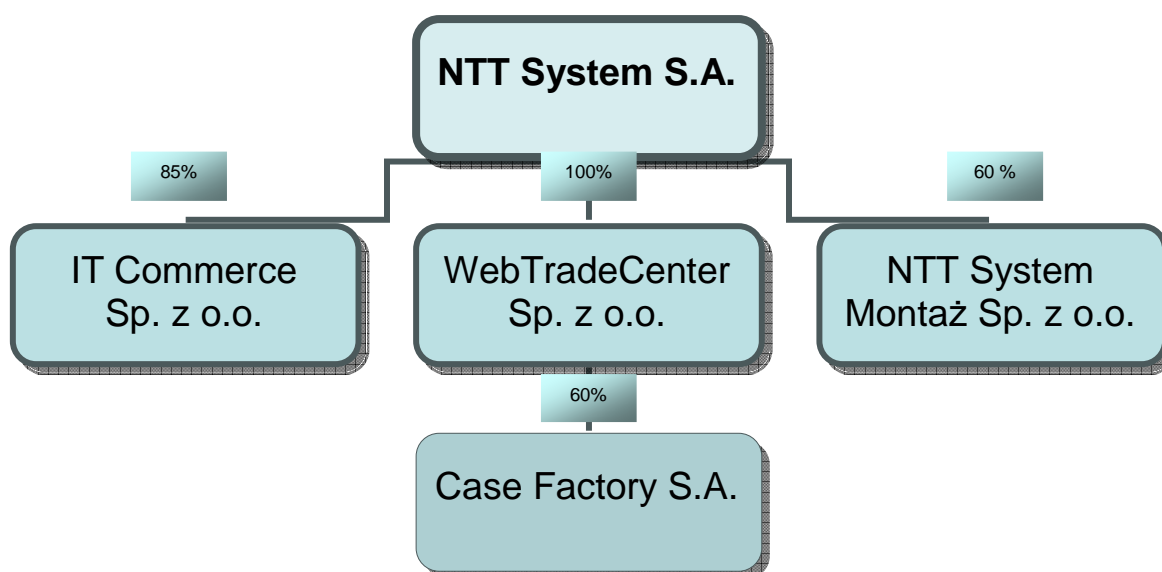 NTT System S.A.
85%
100%
60 %
IT Commerce
Sp. z o.o.
WebTradeCenter
Sp. z o.o.
NTT System
Montaż Sp. z o.o.
60%
Case Factory S.A.